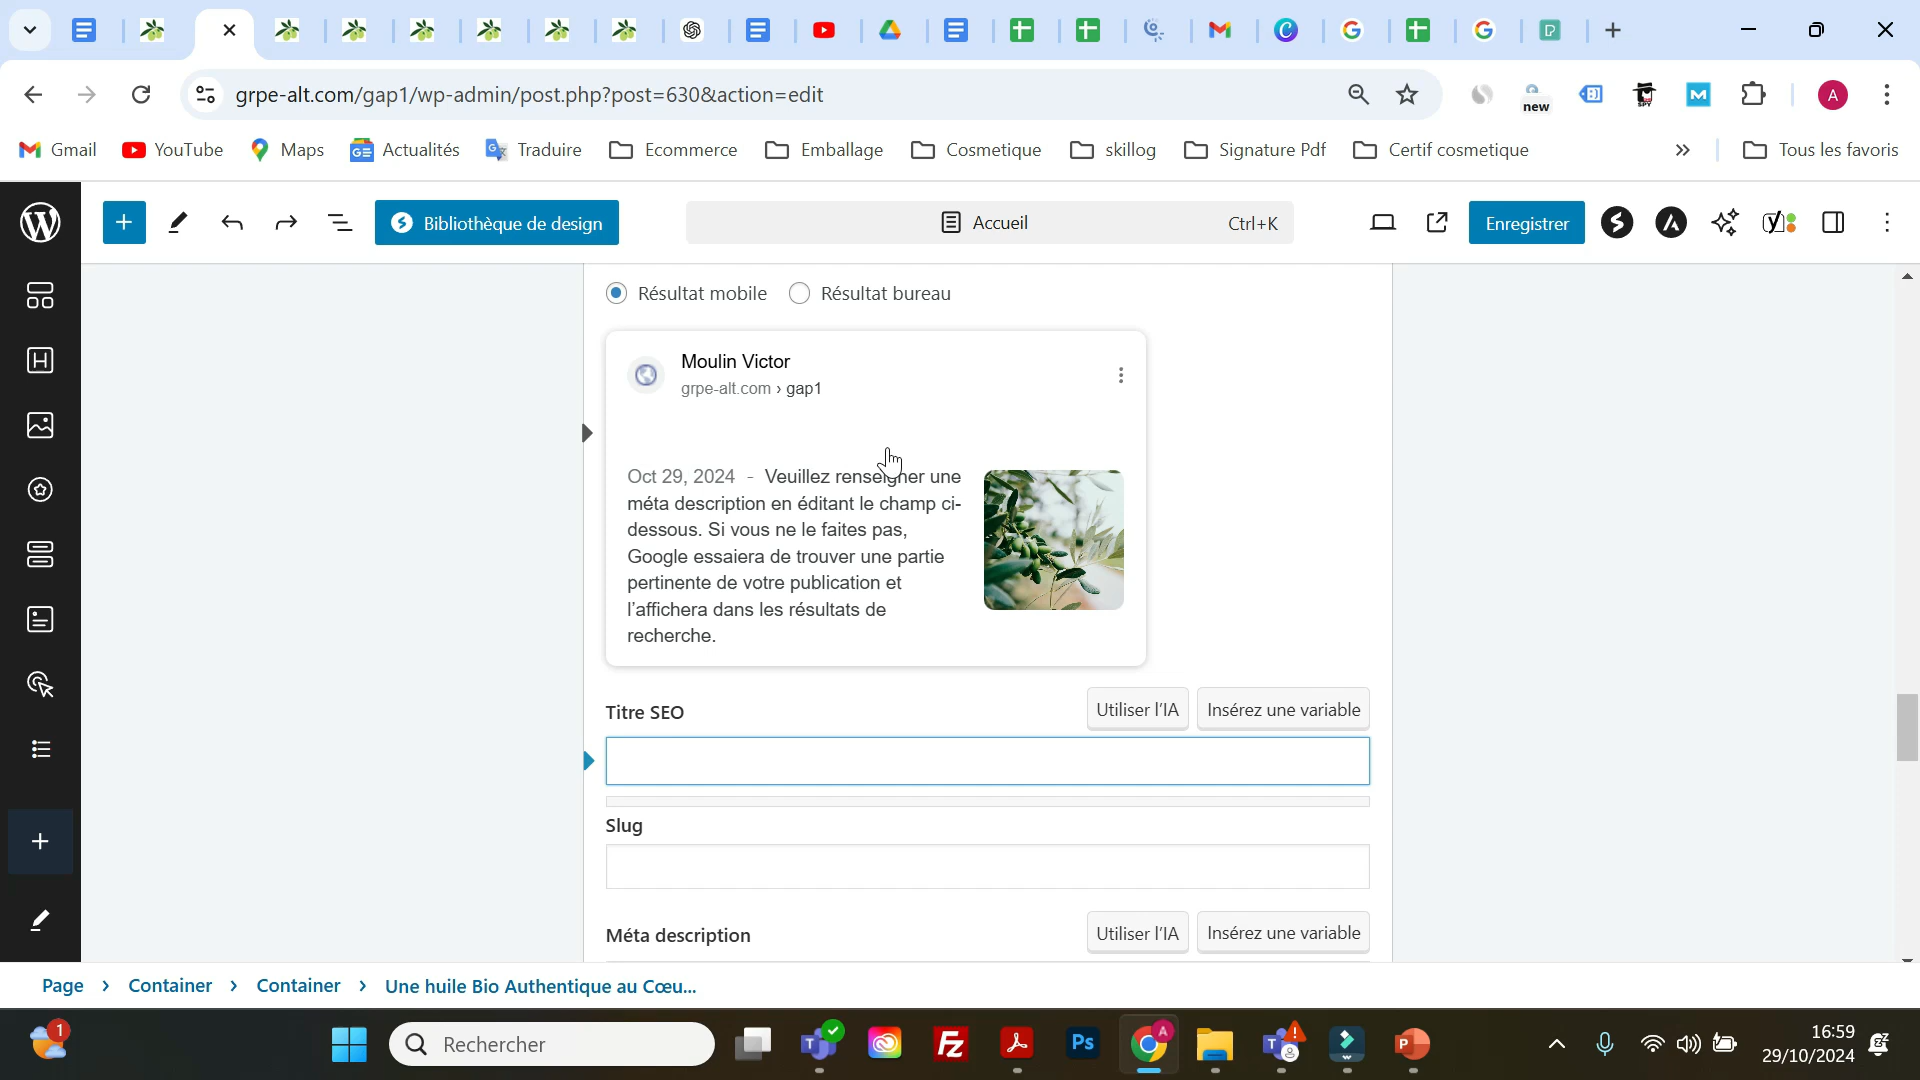 grpe-alt.com/gap1/wp-admin/post.php?post=630&action=edit
new
SPY
A
Gmail
YouTube
Maps
Actualités
Traduire
Ecommerce
Emballage
Cosmetique
skillog
Signature Pdf
Certif cosmetique
»
Tous les favoris
Bibliothèque de design
Accueil
Ctrl+K
Enregistrer
Résultat mobile
Résultat bureau
Moulin Victor
grpe-alt.com › gap1
Oct 29, 2024 - Veuillez renseigner une
méta description en éditant le champ ci-
dessous. Si vous ne le faites pas,
Google essaiera de trouver une partie
pertinente de votre publication et
l'affichera dans les résultats de
recherche.
Titre SEO
Utiliser l'IA
Insérez une variable
Slug
Méta description
Utiliser l'IA
Insérez une variable
Page > Container > Container > Une huile Bio Authentique au Cœu...
1
Rechercher
16:59
29/10/2024